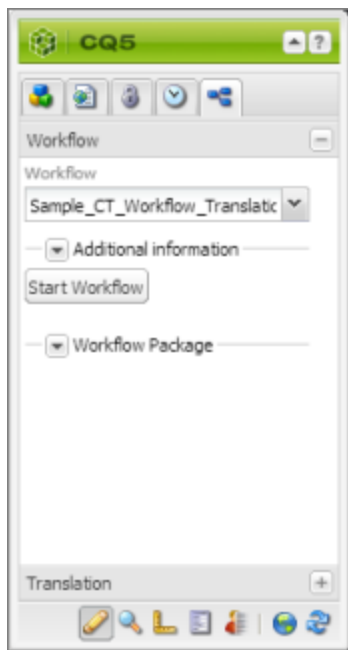 CQ5
?
Workflow
Workflow
Sample_CT_Workflow_Translatic
Additional information
Start Workflow
Workflow Package
Translation